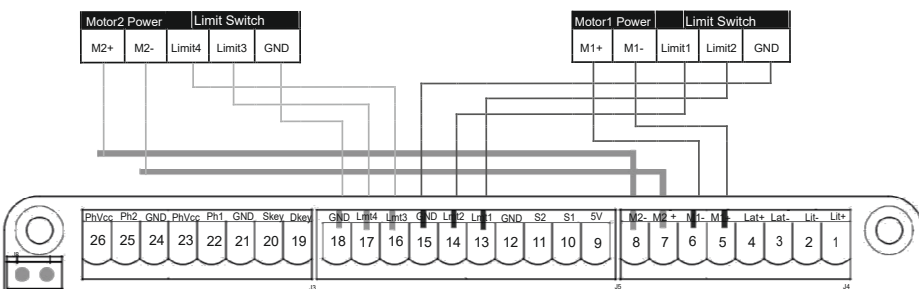 Motor2 Power Limit Switch
M2+ M2- Limit4 Limit3 GND
Motor1 Power Limit Switch
M1+ M1- Limit1 Limit2 GND
PhVcc Ph2 GND PhVcc Ph1 GND Skey Dkey
26 25 24 23 22 21 20 19
GND Lmt4 Lmt3 GND Lmt2 Lmt1 GND S2 S1 5V
18 17 16 15 14 13 12 11 10 9
M2- M2 + M1- M1+ Lat+ Lat- Lit- Lit+
8 7 6 5 4 3 2 1
J3 J5 J4